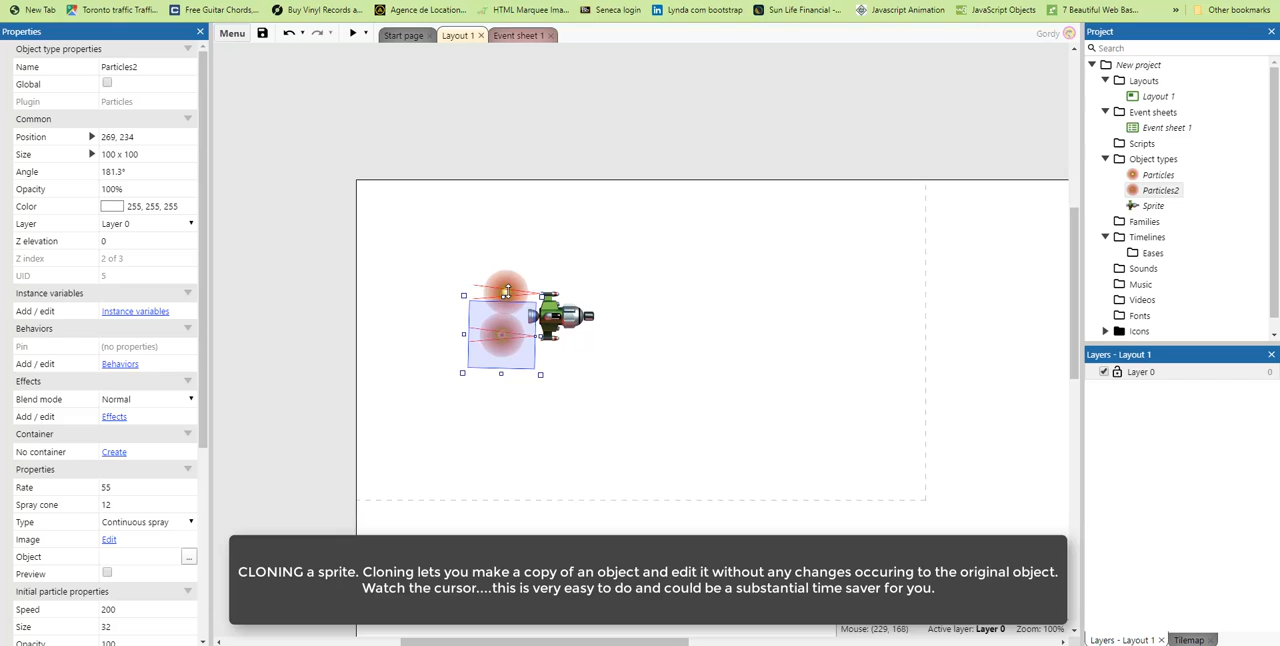 New Tab
Toronto traffic Traffi...
Free Guitar Chords,...
Buy Vinyl Records a...
Agence de Location...
HTML Marquee Ima...
Seneca login
Lynda com bootstrap
Sun Life Financial -...
Javascript Animation
JavaScript Objects
7 Beautiful Web Bas...
»
Other bookmarks
Properties
Menu
Start page
Layout 1
Event sheet 1
Gordy
Project
Object type properties
Name Particles2
Global
Plugin Particles
Common
Position 269, 234
Size 100 x 100
Angle 181.3°
Opacity 100%
Color 255, 255, 255
Layer Layer 0
Z elevation 0
Z index 2 of 3
UID 5
Instance variables
Add / edit Instance variables
Behaviors
Pin (no properties)
Add / edit Behaviors
Effects
Blend mode Normal
Add / edit Effects
Container
No container Create
Properties
Rate 55
Spray cone 12
Type Continuous spray
Image Edit
Object ...
Preview
Initial particle properties
Speed 200
Size 32
Opacity 100
CLONING a sprite. Cloning lets you make a copy of an object and edit it without any changes occuring to the original object.
Watch the cursor....this is very easy to do and could be a substantial time saver for you.
Mouse: (229, 168) Active layer: Layer 0 Zoom: 100%
Search
New project
Layouts
Layout 1
Event sheets
Event sheet 1
Scripts
Object types
Particles
Particles2
Sprite
Families
Timelines
Eases
Sounds
Music
Videos
Fonts
Icons
Layers - Layout 1
Layer 0 0
Layers - Layout 1
Tilemap